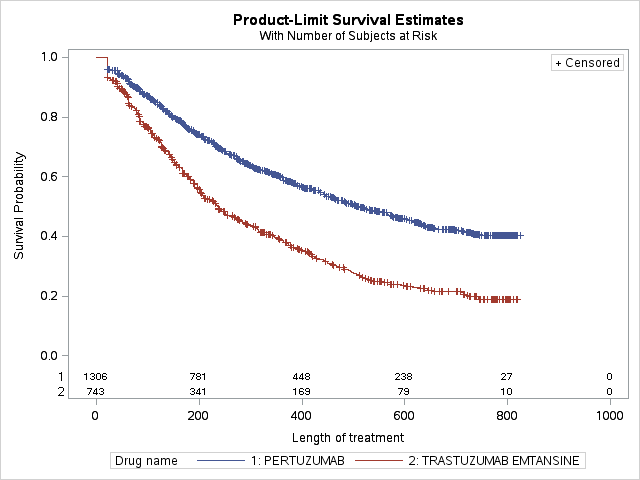 Product-Limit Survival Estimates
With Number of Subjects at Risk
+ Censored
1.0
0.8
0.6
0.4
0.2
0.0
Survival Probability
1 1306 781 448 238 27 0
2 743 341 169 79 10 0
0 200 400 600 800 1000
Length of treatment
Drug name 1: PERTUZUMAB 2: TRASTUZUMAB EMTANSINE